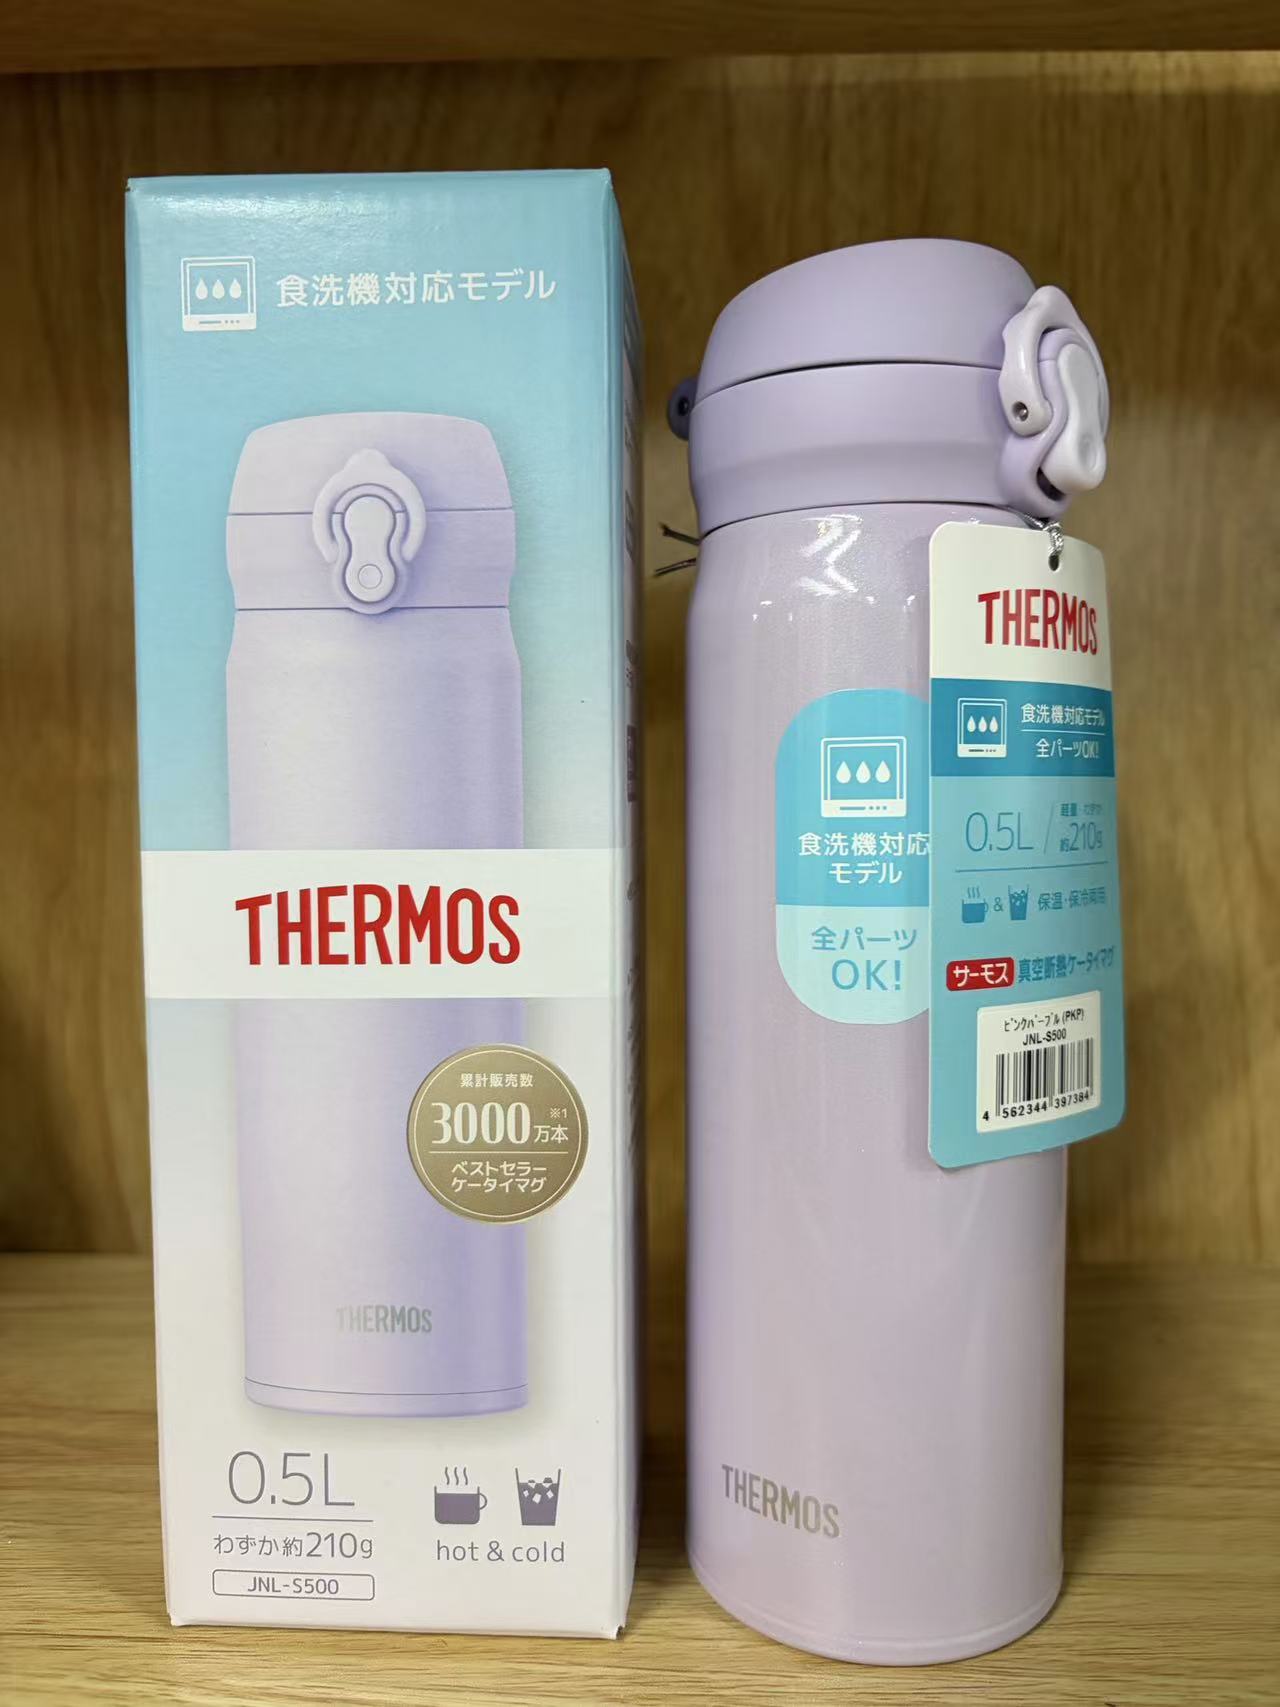 食洗機対応モデル
THERMOS
累計販売数
3000万本※1
ベストセラー
ケータイマグ
THERMOS
0.5L
わずか約210g
JNL-S500
hot & cold
食洗機対応
モデル
全パーツ
OK!
THERMOS
THERMOS
食洗機対応モデル
全パーツOK!
0.5L
軽量・わずか
約210g
& 保温・保冷両用
サーモス 真空断熱ケータイマグ
ピンクパープル(PKP)
JNL-S500
4 562344 397384